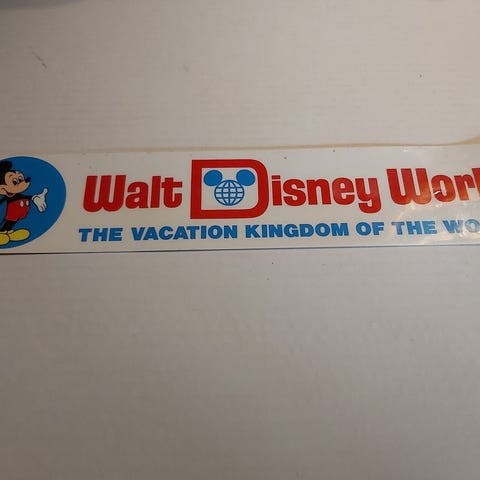 Walt Disney Worl
THE VACATION KINGDOM OF THE WO